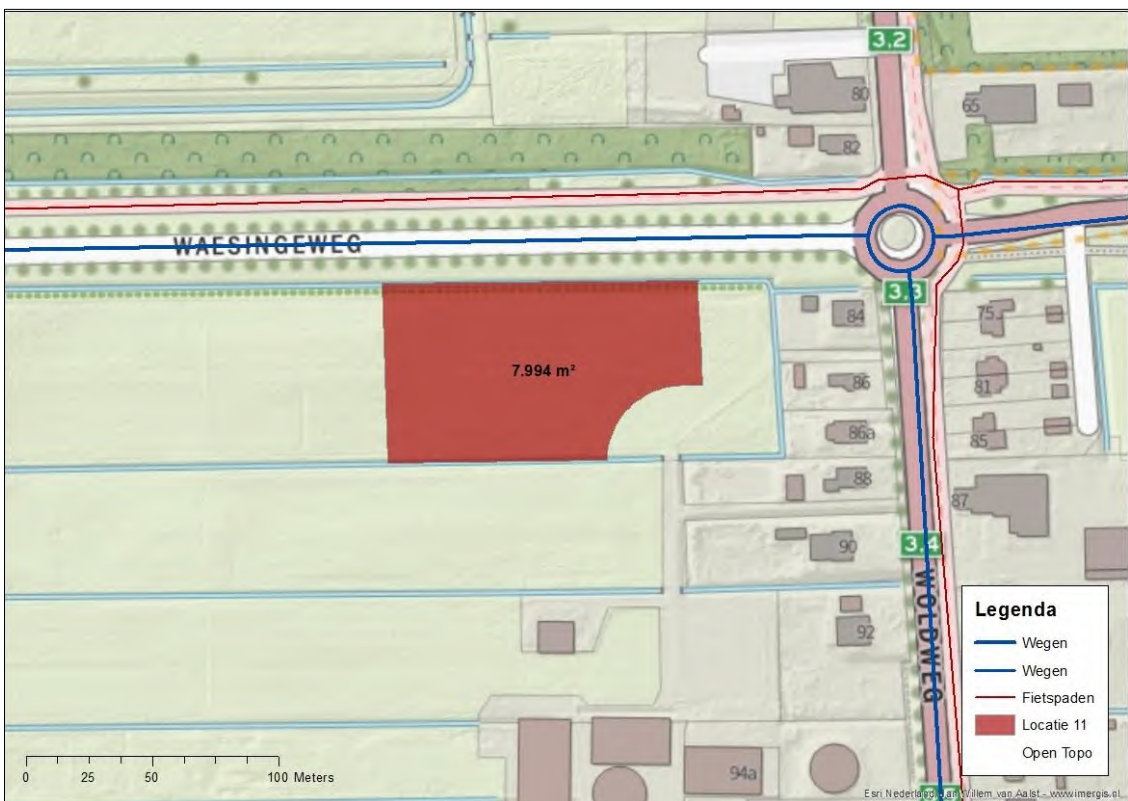 3.2
80
65
82
WAESINGEWEG
3.3
84
75
7.994 m²
86
81
86a
85
88
87
90
3.4
WOLDWEG
92
Legenda
Wegen
Wegen
Fietspaden
Locatie 11
Open Topo
94a
0 25 50 100 Meters
Esri Nederland, Jan Willem van Aalst - www.imergis.nl